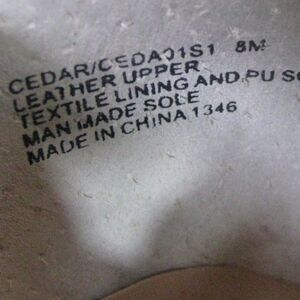 CEDAR/CEDA01S1 8M
LEATHER UPPER
TEXTILE LINING AND PU
MAN MADE SOLE
MADE IN CHINA 1346